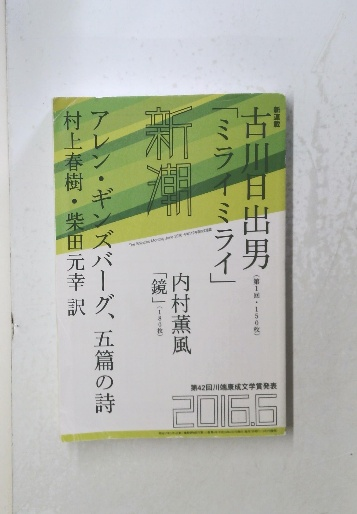 新連載
古川日出男
「ミライミライ」
(第1回・150枚)
新潮
内村薫風
「鏡」
(180枚)
アレン・ギンズバーグ、五篇の詩
村上春樹・柴田元幸 訳
第42回川端康成文学賞発表
2016.6